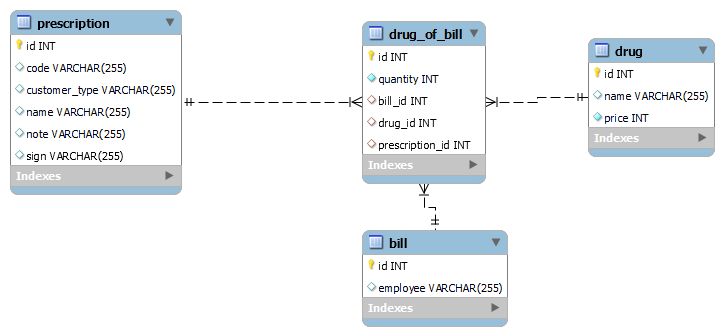 prescription
id INT
code VARCHAR(255)
customer_type VARCHAR(255)
name VARCHAR(255)
note VARCHAR(255)
sign VARCHAR(255)
Indexes
drug_of_bill
id INT
quantity INT
bill_id INT
drug_id INT
prescription_id INT
Indexes
drug
id INT
name VARCHAR(255)
price INT
Indexes
bill
id INT
employee VARCHAR(255)
Indexes